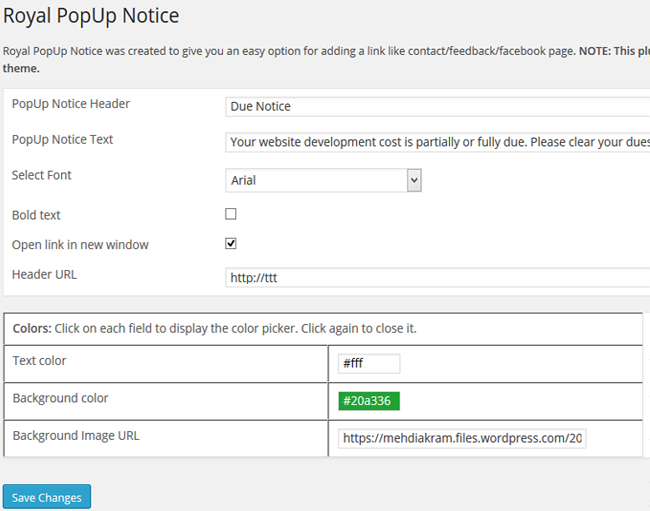 Royal PopUp Notice
Royal PopUp Notice was created to give you an easy option for adding a link like contact/feedback/facebook page. NOTE: This
theme.
PopUp Notice Header
Due Notice
PopUp Notice Text
Your website development cost is partially or fully due. Please clear your dues
Select Font
Arial
Bold text
Open link in new window
Header URL
http://ttt
Colors: Click on each field to display the color picker. Click again to close it.
Text color
#fff
Background color
#20a336
Background Image URL
https://mehdiakram.files.wordpress.com/20
Save Changes